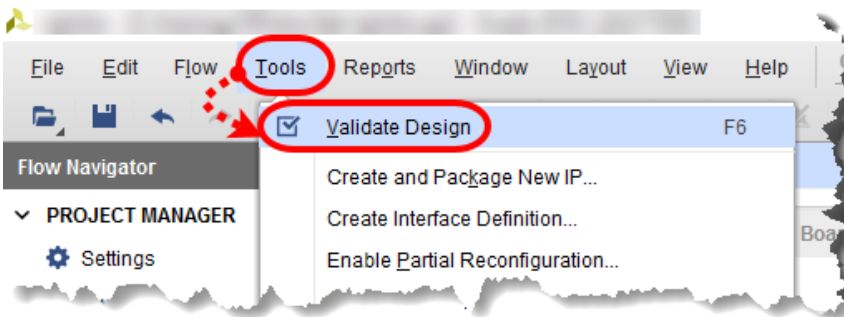 File Edit Flow Tools Reports Window Layout View Help
Validate Design F6
Flow Navigator
Create and Package New IP...
PROJECT MANAGER
Create Interface Definition...
Boa
Settings
Enable Partial Reconfiguration...